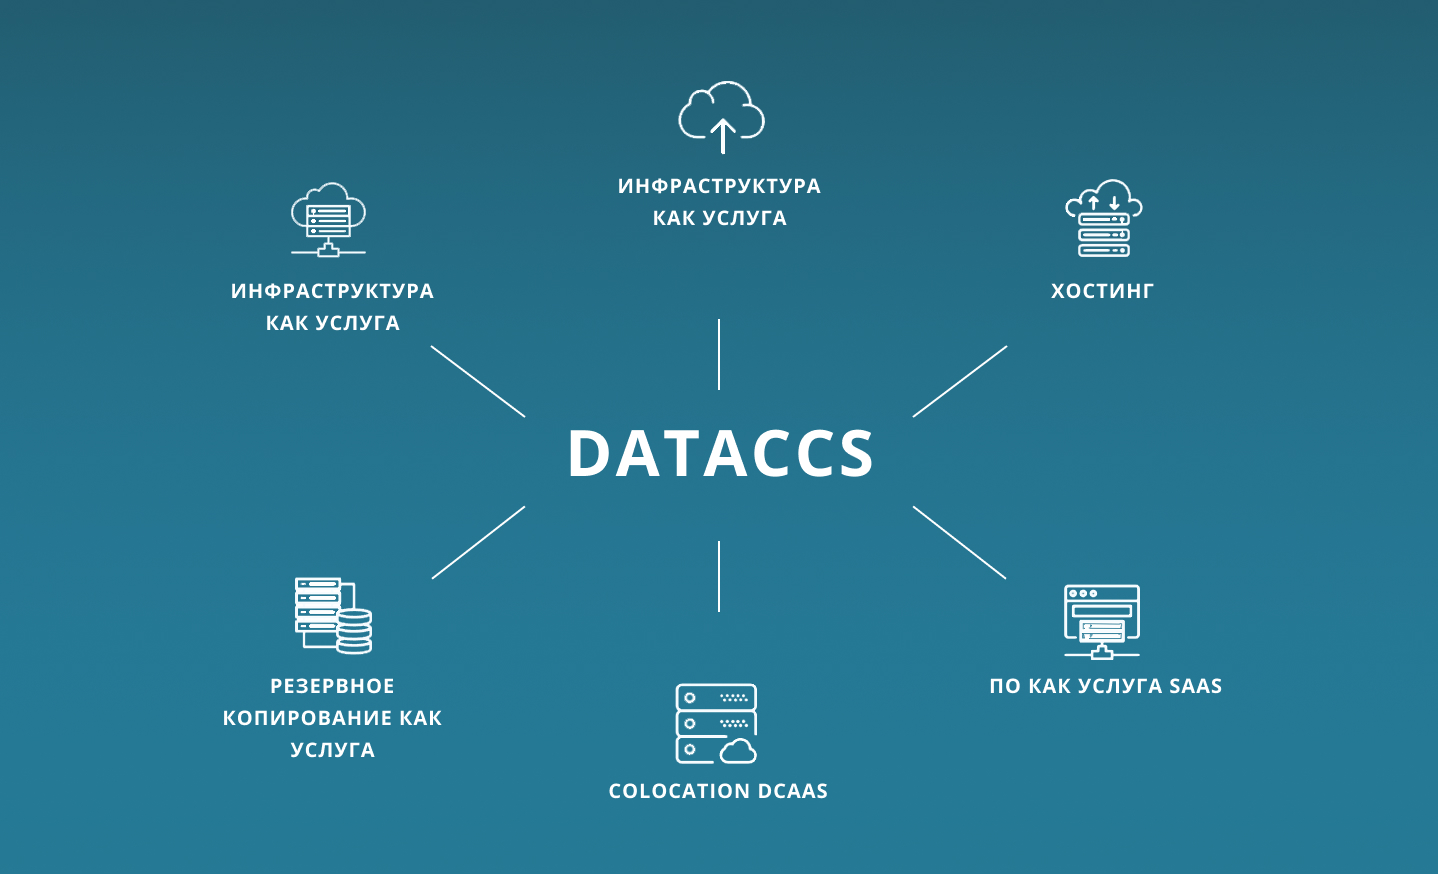 ИНФРАСТРУКТУРА
КАК УСЛУГА
ИНФРАСТРУКТУРА
КАК УСЛУГА
ХОСТИНГ
DATACCS
РЕЗЕРВНОЕ
КОПИРОВАНИЕ КАК
УСЛУГА
ПО КАК УСЛУГА SAAS
COLOCATION DCAAS